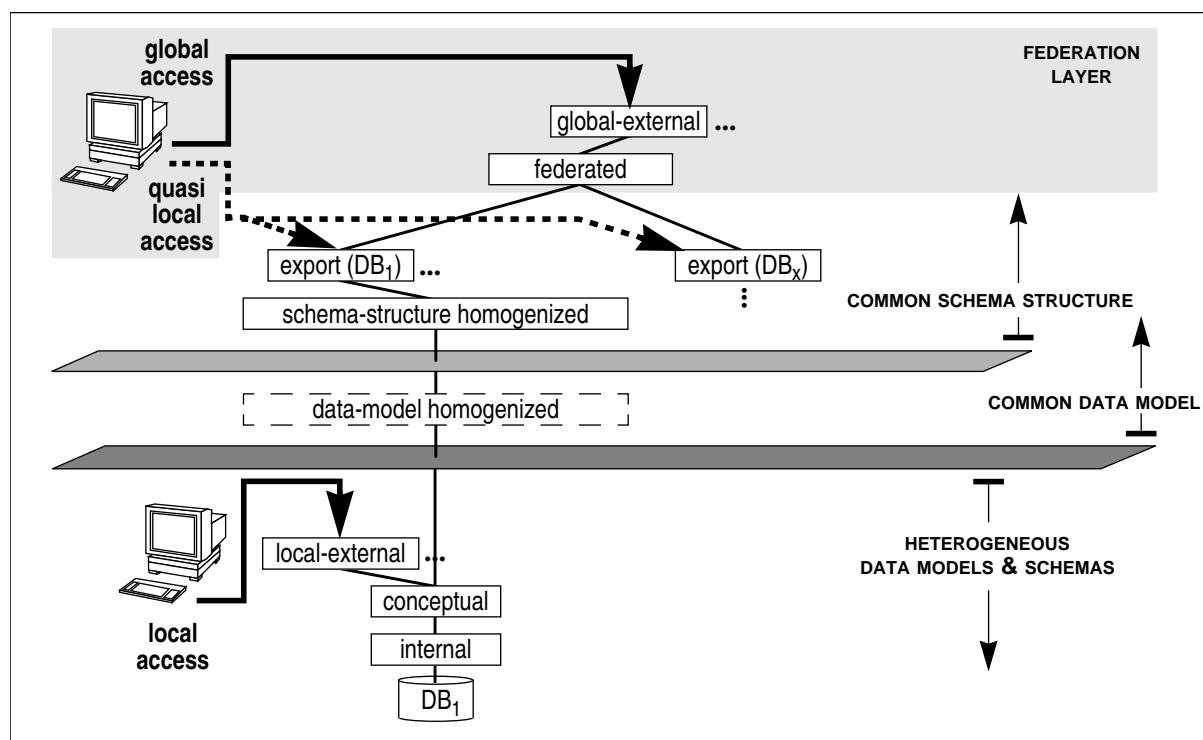 global
access
FEDERATION
LAYER
global-external ...
federated
quasi
local
access
export (DB1) ...
export (DBx)
...
COMMON SCHEMA STRUCTURE
schema-structure homogenized
data-model homogenized
COMMON DATA MODEL
local-external ...
HETEROGENEOUS
DATA MODELS & SCHEMAS
conceptual
local
access
internal
DB1